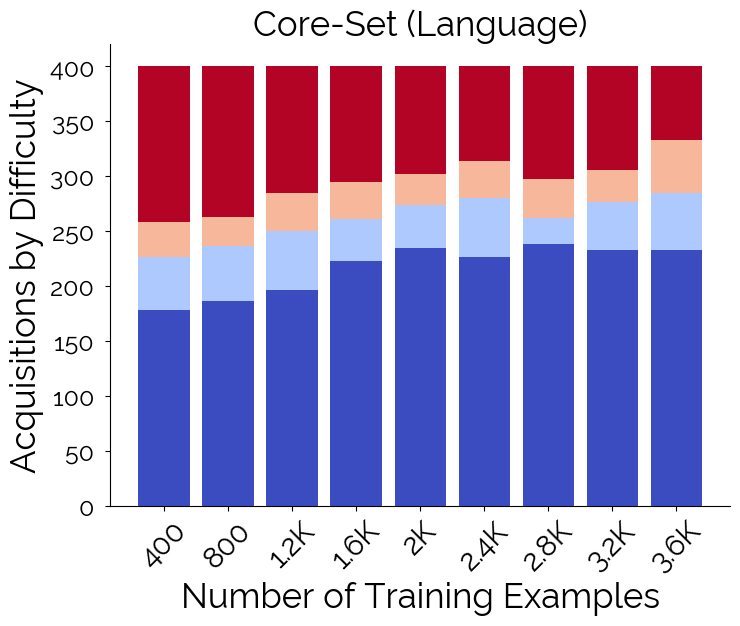 Core-Set (Language)
Acquisitions by Difficulty
400
350
300
250
200
150
100
50
0
400 800 1.2K 1.6K 2K 2.4K 2.8K 3.2K 3.6K
Number of Training Examples